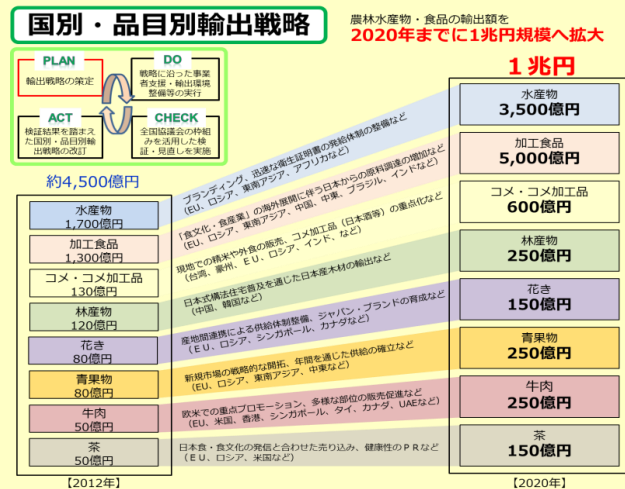 国別・品目別輸出戦略
農林水産物・食品の輸出額を
2020年までに1兆円規模へ拡大
PLAN
輸出戦略の策定
DO
戦略に沿った事業
者支援・輸出環境
整備等の実行
ACT
検証結果を踏まえ
た国別・品目別輸
出戦略の改訂
CHECK
全国協議会の枠組
みを活用した検
証・見直しを実施
約4,500億円
水産物
1,700億円
加工食品
1,300億円
コメ・コメ加工品
130億円
林産物
120億円
花き
80億円
青果物
80億円
牛肉
50億円
茶
50億円
【2012年】
ブランディング、迅速な衛生証明書の発給体制の整備など
(EU、ロシア、東南アジア、アフリカなど)
「食文化・食産業」の海外展開に伴う日本からの原料調達の増加など
(EU、ロシア、東南アジア、中国、中東、ブラジル、インドなど)
現地での精米や外食の販売、コメ加工品(日本酒等)の重点化など
(台湾、豪州、EU、ロシア、インド、など)
日本式構法住宅普及を通じた日本産木材の輸出など
(中国、韓国など)
産地間連携による供給体制整備、ジャパン・ブランドの育成など
(EU、ロシア、シンガポール、カナダなど)
新規市場の戦略的な開拓、年間を通じた供給の確立など
(EU、ロシア、東南アジア、中東など)
欧米での重点プロモーション、多様な部位の販売促進など
(EU、米国、香港、シンガポール、タイ、カナダ、UAEなど)
日本食・食文化の発信と合わせた売り込み、健康性のPRなど
(EU、ロシア、米国など)
1兆円
水産物
3,500億円
加工食品
5,000億円
コメ・コメ加工品
600億円
林産物
250億円
花き
150億円
青果物
250億円
牛肉
250億円
茶
150億円
【2020年】